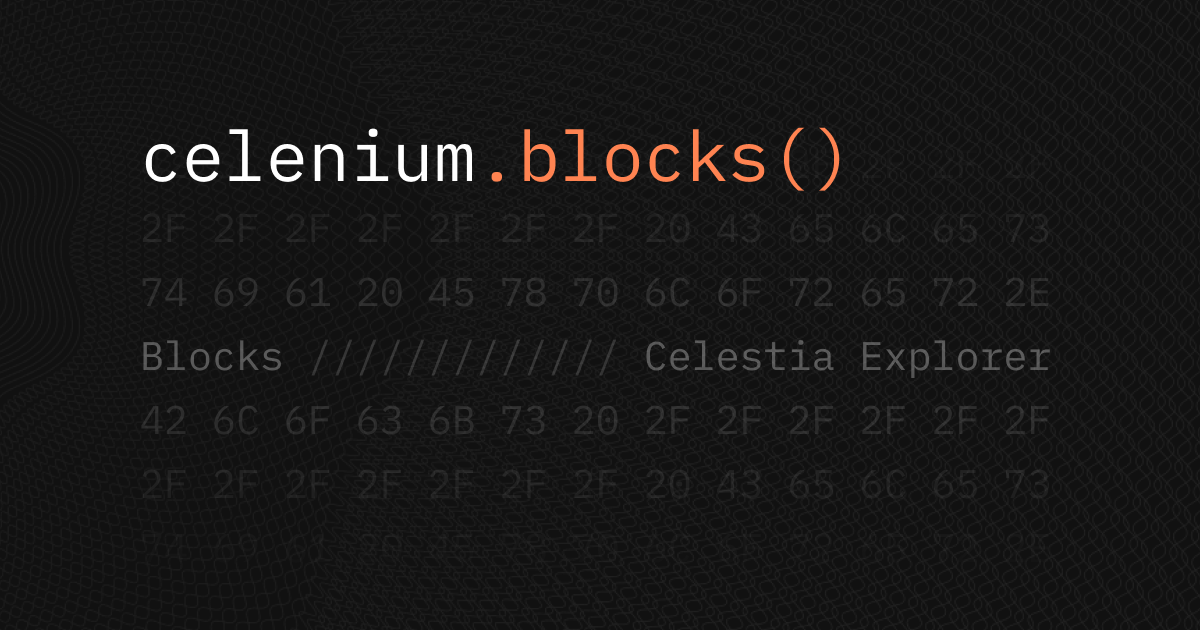 celenium.blocks()
2F 2F 2F 2F 2F 2F 2F 20 43 65 6C 65 73
74 69 61 20 45 78 70 6C 6F 72 65 72 2E
Blocks ///////////// Celestia Explorer
42 6C 6F 63 6B 73 20 2F 2F 2F 2F 2F 2F
2F 2F 2F 2F 2F 2F 2F 20 43 65 6C 65 73